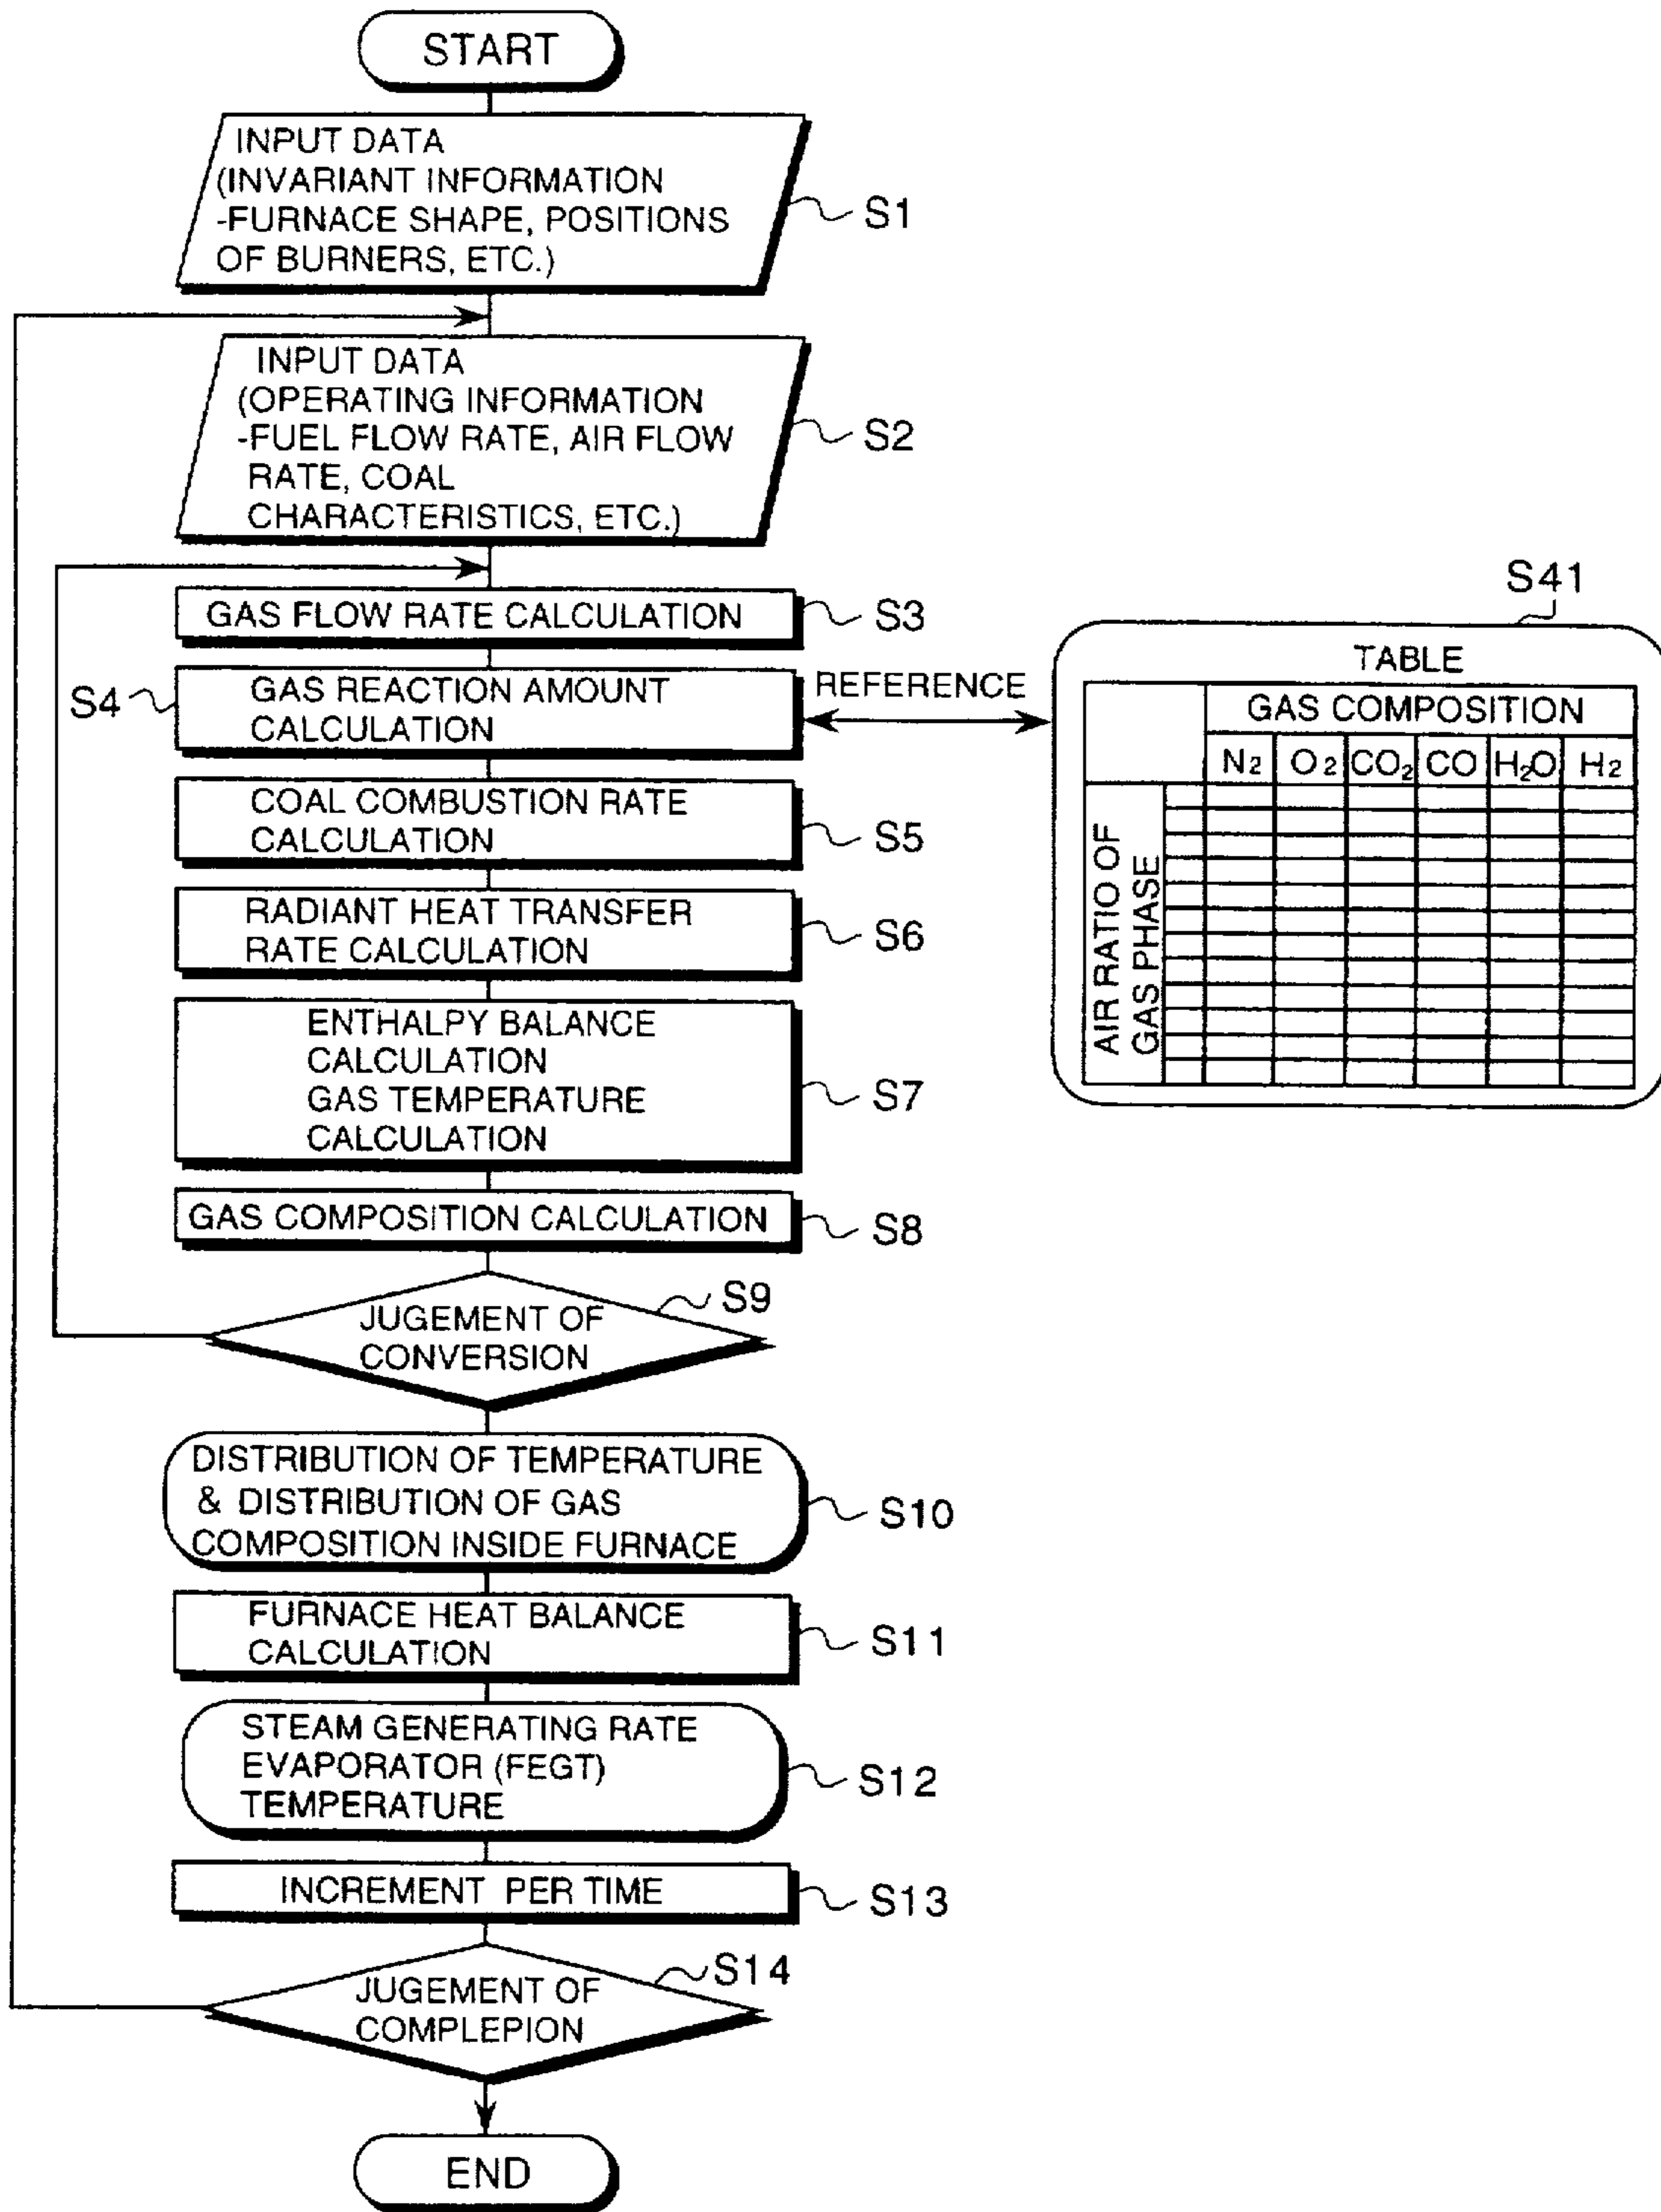 START
INPUT DATA
(INVARIANT INFORMATION
-FURNACE SHAPE, POSITIONS
OF BURNERS, ETC.)
S1
INPUT DATA
(OPERATING INFORMATION
-FUEL FLOW RATE, AIR FLOW
RATE, COAL
CHARACTERISTICS, ETC.)
S2
GAS FLOW RATE CALCULATION
S3
S4
GAS REACTION AMOUNT
CALCULATION
REFERENCE
S41
TABLE
GAS COMPOSITION
N2 O2 CO2 CO H2O H2
AIR RATIO OF
GAS PHASE
COAL COMBUSTION RATE
CALCULATION
S5
RADIANT HEAT TRANSFER
RATE CALCULATION
S6
ENTHALPY BALANCE
CALCULATION
GAS TEMPERATURE
CALCULATION
S7
GAS COMPOSITION CALCULATION
S8
JUGEMENT OF
CONVERSION
S9
DISTRIBUTION OF TEMPERATURE
& DISTRIBUTION OF GAS
COMPOSITION INSIDE FURNACE
S10
FURNACE HEAT BALANCE
CALCULATION
S11
STEAM GENERATING RATE
EVAPORATOR (FEGT)
TEMPERATURE
S12
INCREMENT PER TIME
S13
JUGEMENT OF
COMPLEPION
S14
END